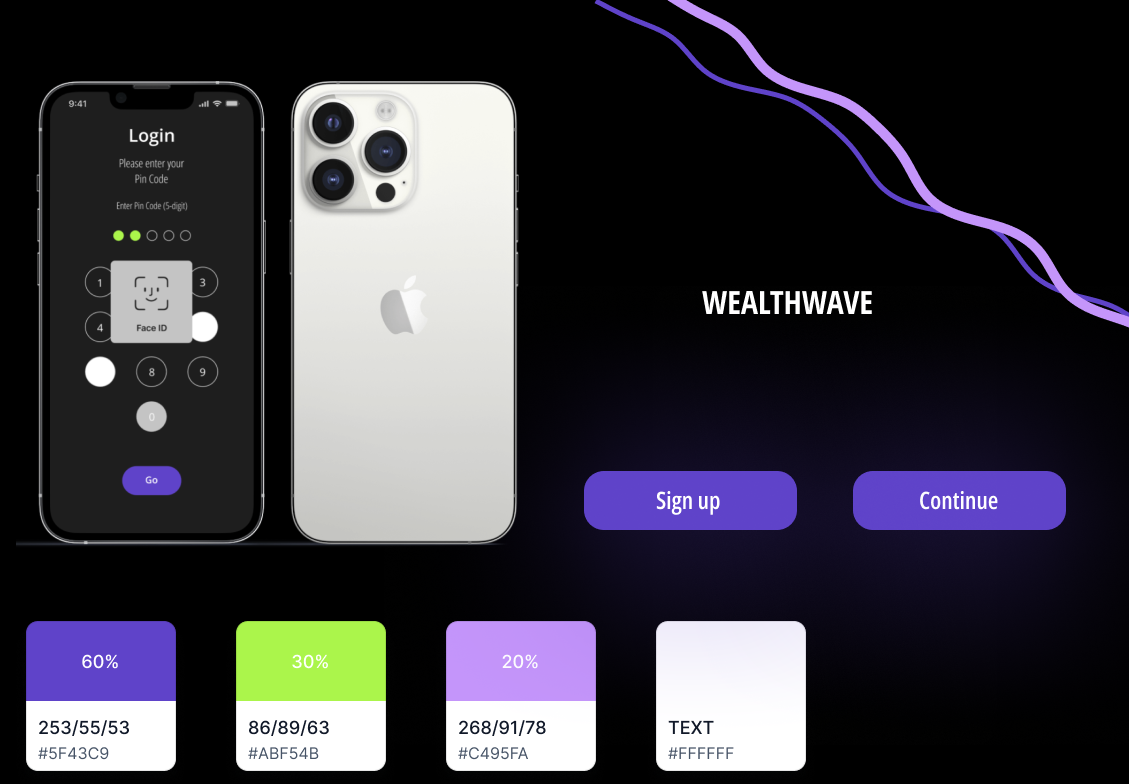 9:41
Login
Please enter your
Pin Code
Enter Pin Code (5-digit)
1
3
Face ID
4
8
9
0
Go
WEALTHWAVE
Sign up
Continue
60%
30%
20%
253/55/53
86/89/63
268/91/78
TEXT
#5F43C9
#ABF54B
#C495FA
#FFFFFF